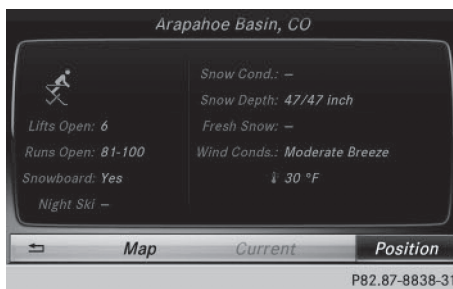 Arapahoe Basin, CO
Lifts Open: 6
Runs Open: 81-100
Snowboard: Yes
Night Ski –
Snow Cond.: –
Snow Depth: 47/47 inch
Fresh Snow: –
Wind Conds.: Moderate Breeze
30 °F
Map
Current
Position
P82.87-8838-31